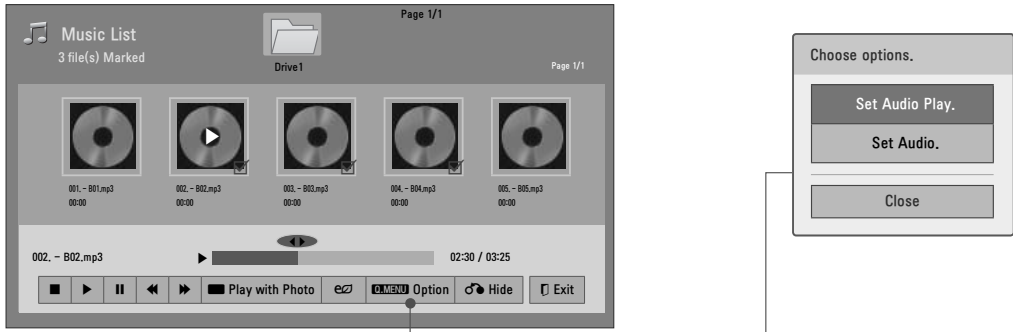 Page 1/1
Music List
3 file(s) Marked
Drive1
Page 1/1
001. - B01.mp3
00:00
002. - B02.mp3
00:00
003. - B03.mp3
00:00
004. - B04.mp3
00:00
005. - B05.mp3
00:00
002. - B02.mp3
02:30 / 03:25
Play with Photo
Q.MENU Option
Hide
Exit
Choose options.
Set Audio Play.
Set Audio.
Close